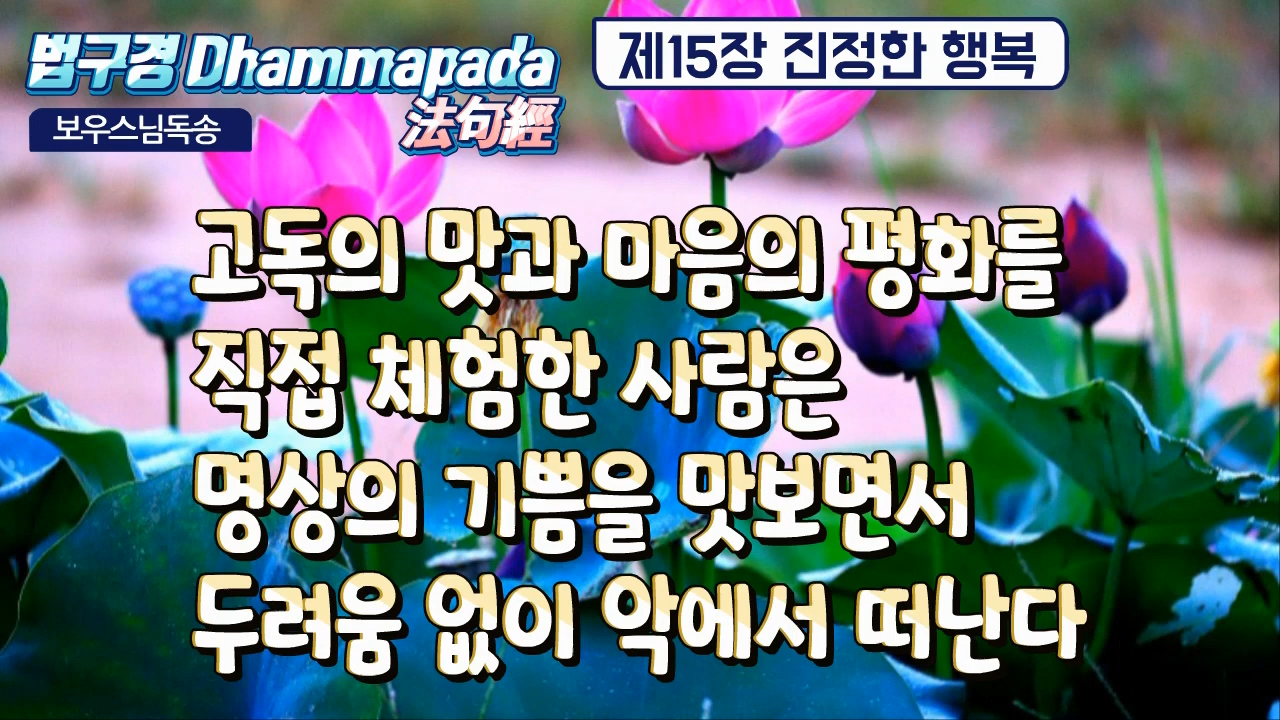 법구경 Dhammapada
法句經
보우스님독송
제15장 진정한 행복
고독의 맛과 마음의 평화를
직접 체험한 사람은
명상의 기쁨을 맛보면서
두려움 없이 악에서 떠난다